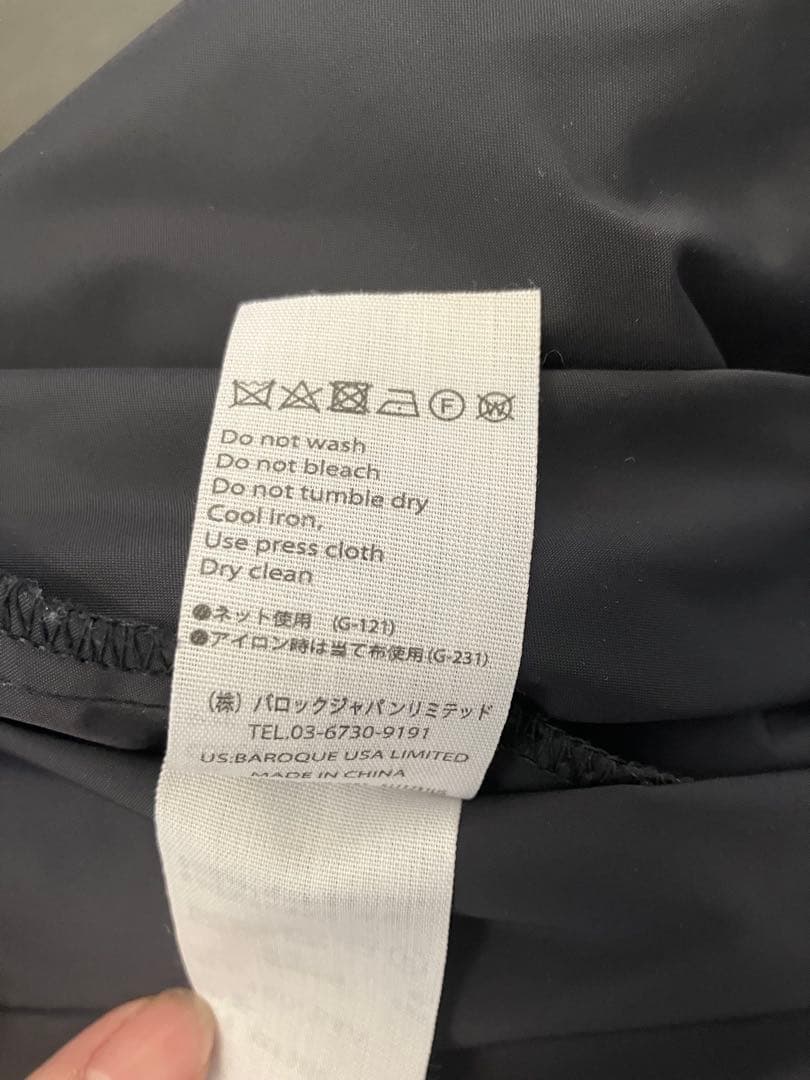 F W
Do not wash
Do not bleach
Do not tumble dry
Cool iron,
Use press cloth
Dry clean
●ネット使用 (G-121)
●アイロン時は当て布使用(G-231)
(株) バロックジャパンリミテッド
TEL.03-6730-9191
US:BAROQUE USA LIMITED
MADE IN CHINA